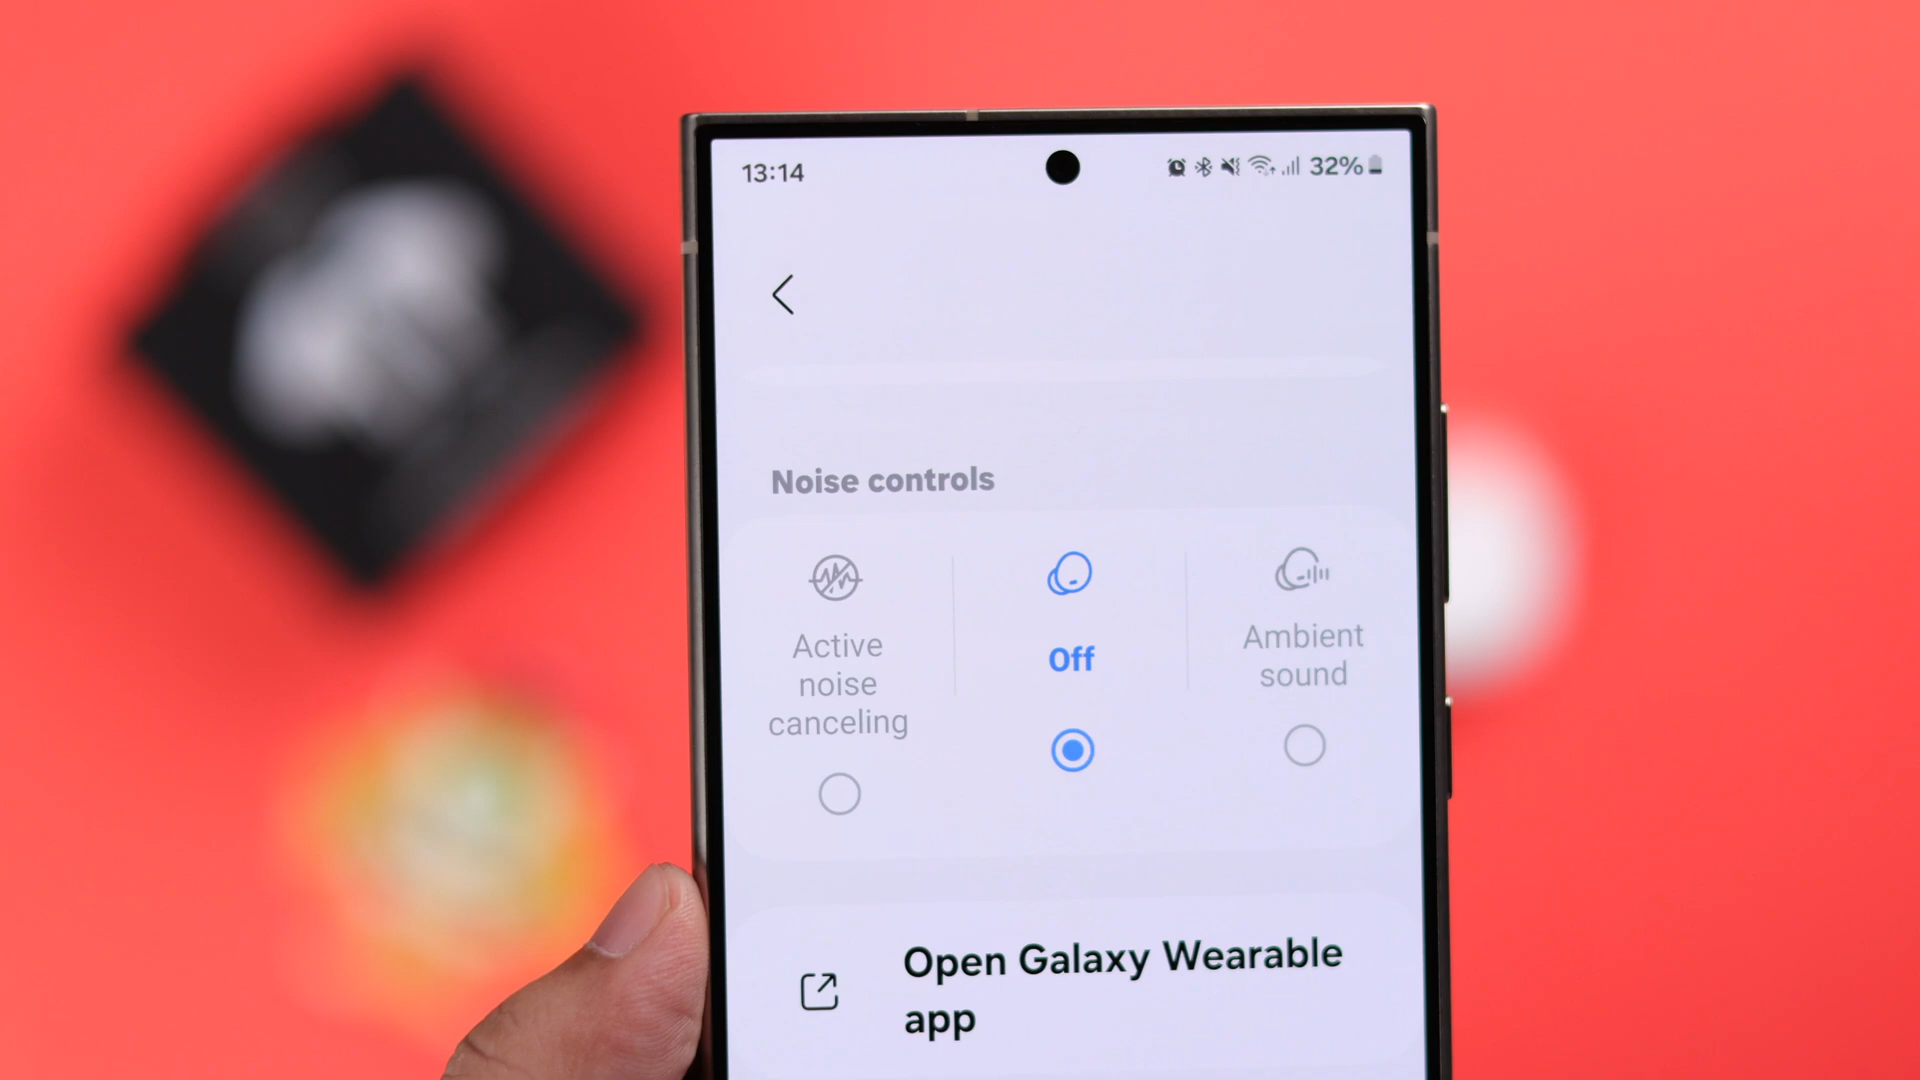 13:14 32%
Noise controls
Active
noise
canceling
Off
Ambient
sound
Open Galaxy Wearable
app